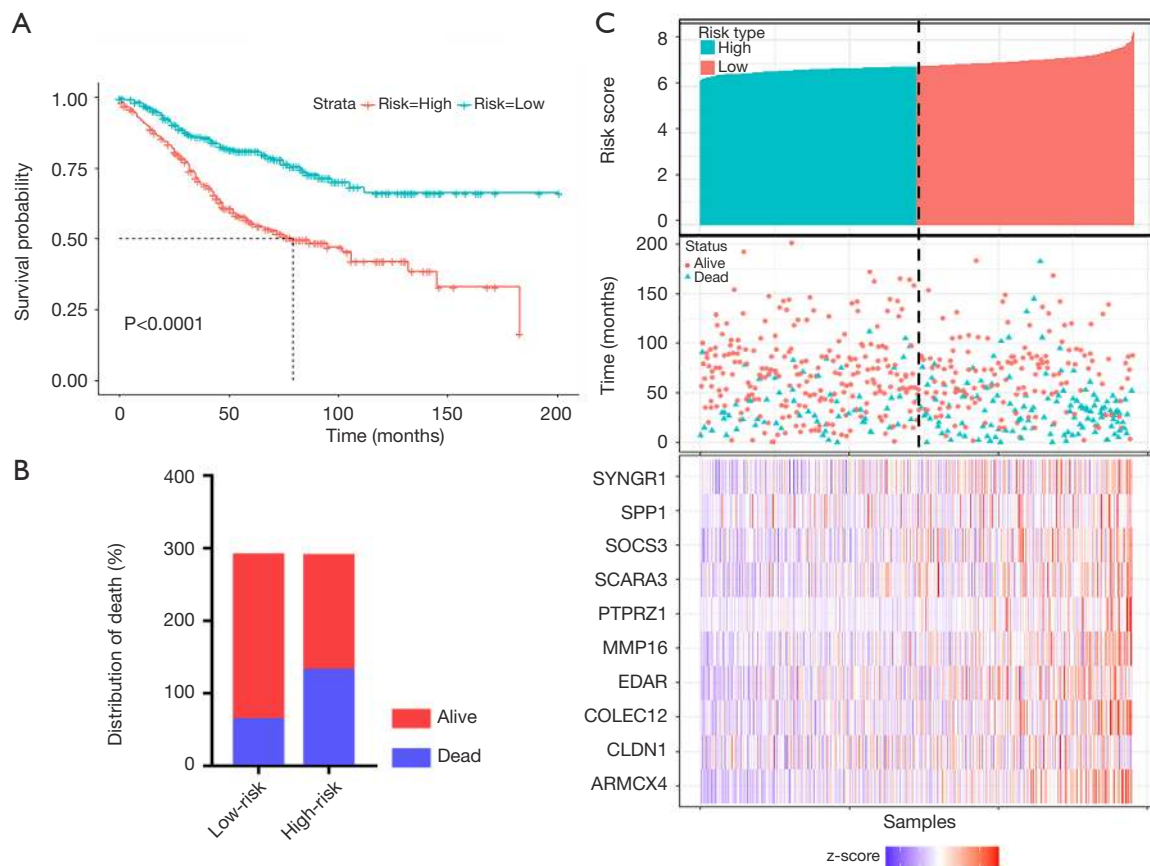 A
Survival probability
1.00
0.75
0.50
0.25
0.00
Strata Risk=High Risk=Low
P<0.0001
0 50 100 150 200
Time (months)
B
Distribution of death (%)
400
300
200
100
0
Low-risk High-risk
Alive
Dead
C
Risk score
8
6
4
2
0
Risk type
High
Low
Time (months)
200
150
100
50
0
Status
Alive
Dead
SYNGR1
SPP1
SOCS3
SCARA3
PTPRZ1
MMP16
EDAR
COLEC12
CLDN1
ARMCX4
Samples
z-score